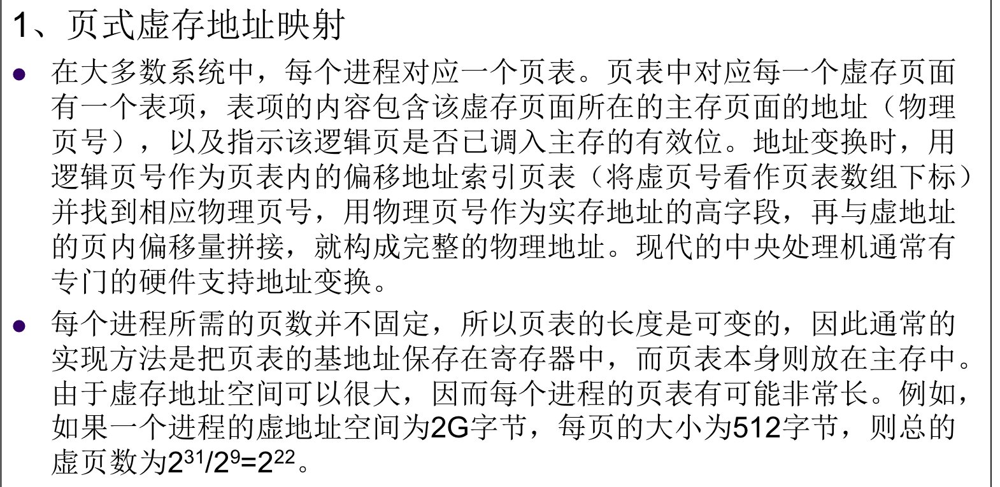 1、页式虚存地址映射
● 在大多数系统中，每个进程对应一个页表。页表中对应每一个虚存页面
有一个表项，表项的内容包含该虚存页面所在的主存页面的地址（物理
页号），以及指示该逻辑页是否已调入主存的有效位。地址变换时，用
逻辑页号作为页表内的偏移地址索引页表（将虚页号看作页表数组下标）
并找到相应物理页号，用物理页号作为实存地址的高字段，再与虚地址
的页内偏移量拼接，就构成完整的物理地址。现代的中央处理机通常有
专门的硬件支持地址变换。
● 每个进程所需的页数并不固定，所以页表的长度是可变的，因此通常的
实现方法是把页表的基地址保存在寄存器中，而页表本身则放在主存中。
由于虚存地址空间可以很大，因而每个进程的页表有可能非常长。例如，
如果一个进程的虚地址空间为2G字节，每页的大小为512字节，则总的
虚页数为2³¹/2⁹=2²²。